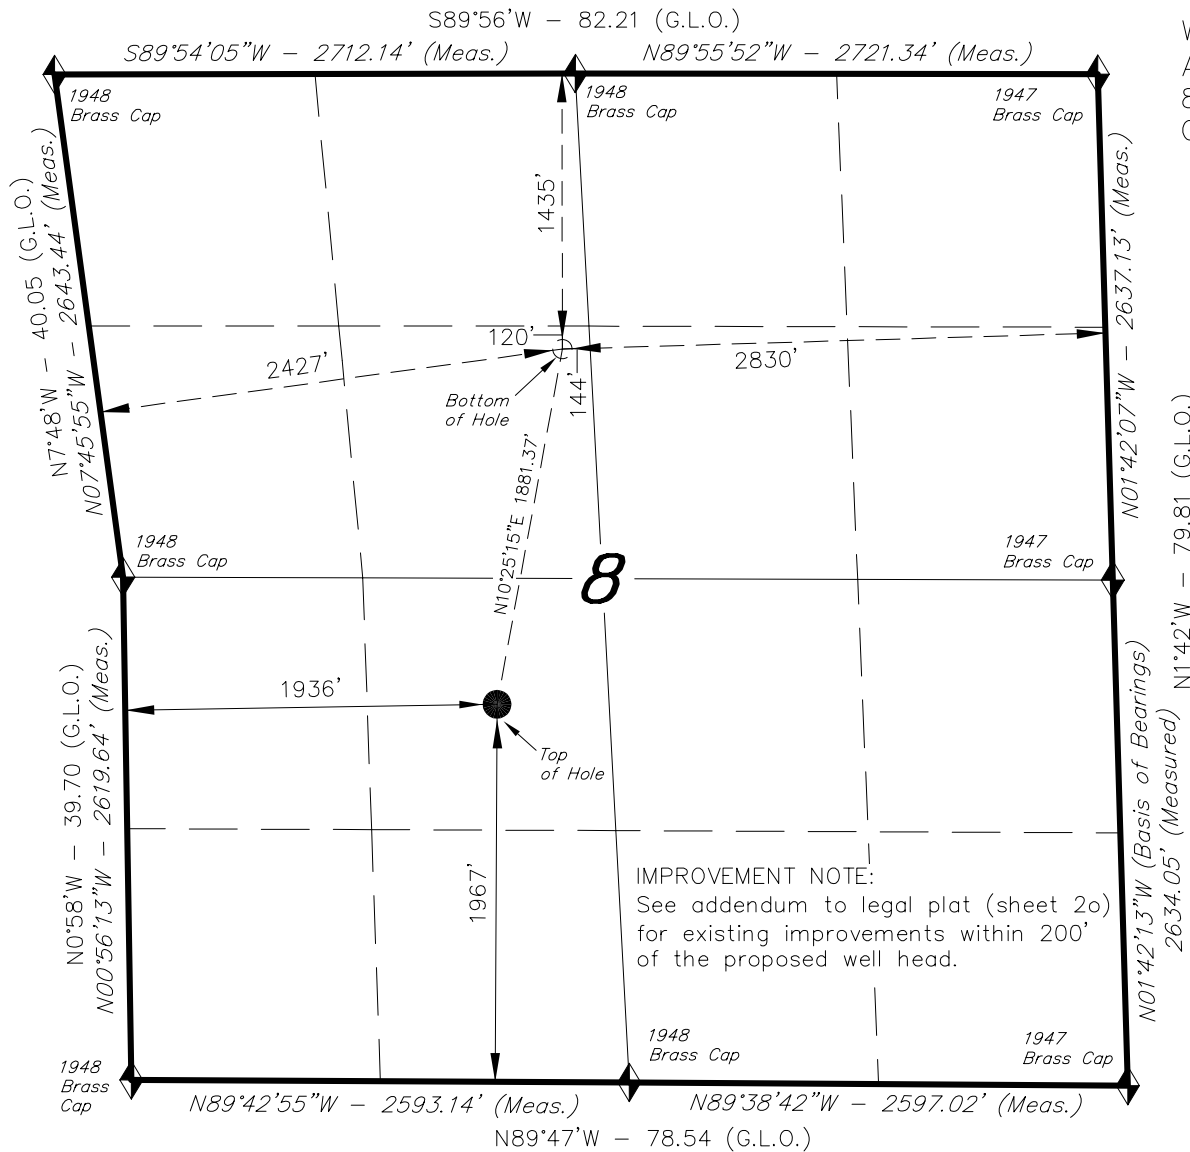 S89°56'W – 82.21 (G.L.O.)
S89°54'05"W – 2712.14' (Meas.)
N89°55'52"W – 2721.34' (Meas.)
1948
Brass Cap
1948
Brass Cap
1947
Brass Cap
N7°48'W – 40.05 (G.L.O.)
N07°45'55"W – 2643.44' (Meas.)
1435'
N01°42'07"W – 2637.13' (Meas.)
120'
2427'
2830'
144'
Bottom
of Hole
N10°25'15"E 1881.37'
N1°42'W – 79.81 (G.L.O.)
1948
Brass Cap
1947
Brass Cap
8
1936'
Top
of Hole
N0°58'W – 39.70 (G.L.O.)
N00°56'13"W – 2619.64' (Meas.)
1967'
N01°42'13"W (Basis of Bearings)
2634.05' (Measured)
IMPROVEMENT NOTE:
See addendum to legal plat (sheet 2o)
for existing improvements within 200'
of the proposed well head.
1948
Brass
Cap
1948
Brass Cap
1947
Brass Cap
N89°42'55"W – 2593.14' (Meas.)
N89°38'42"W – 2597.02' (Meas.)
N89°47'W – 78.54 (G.L.O.)